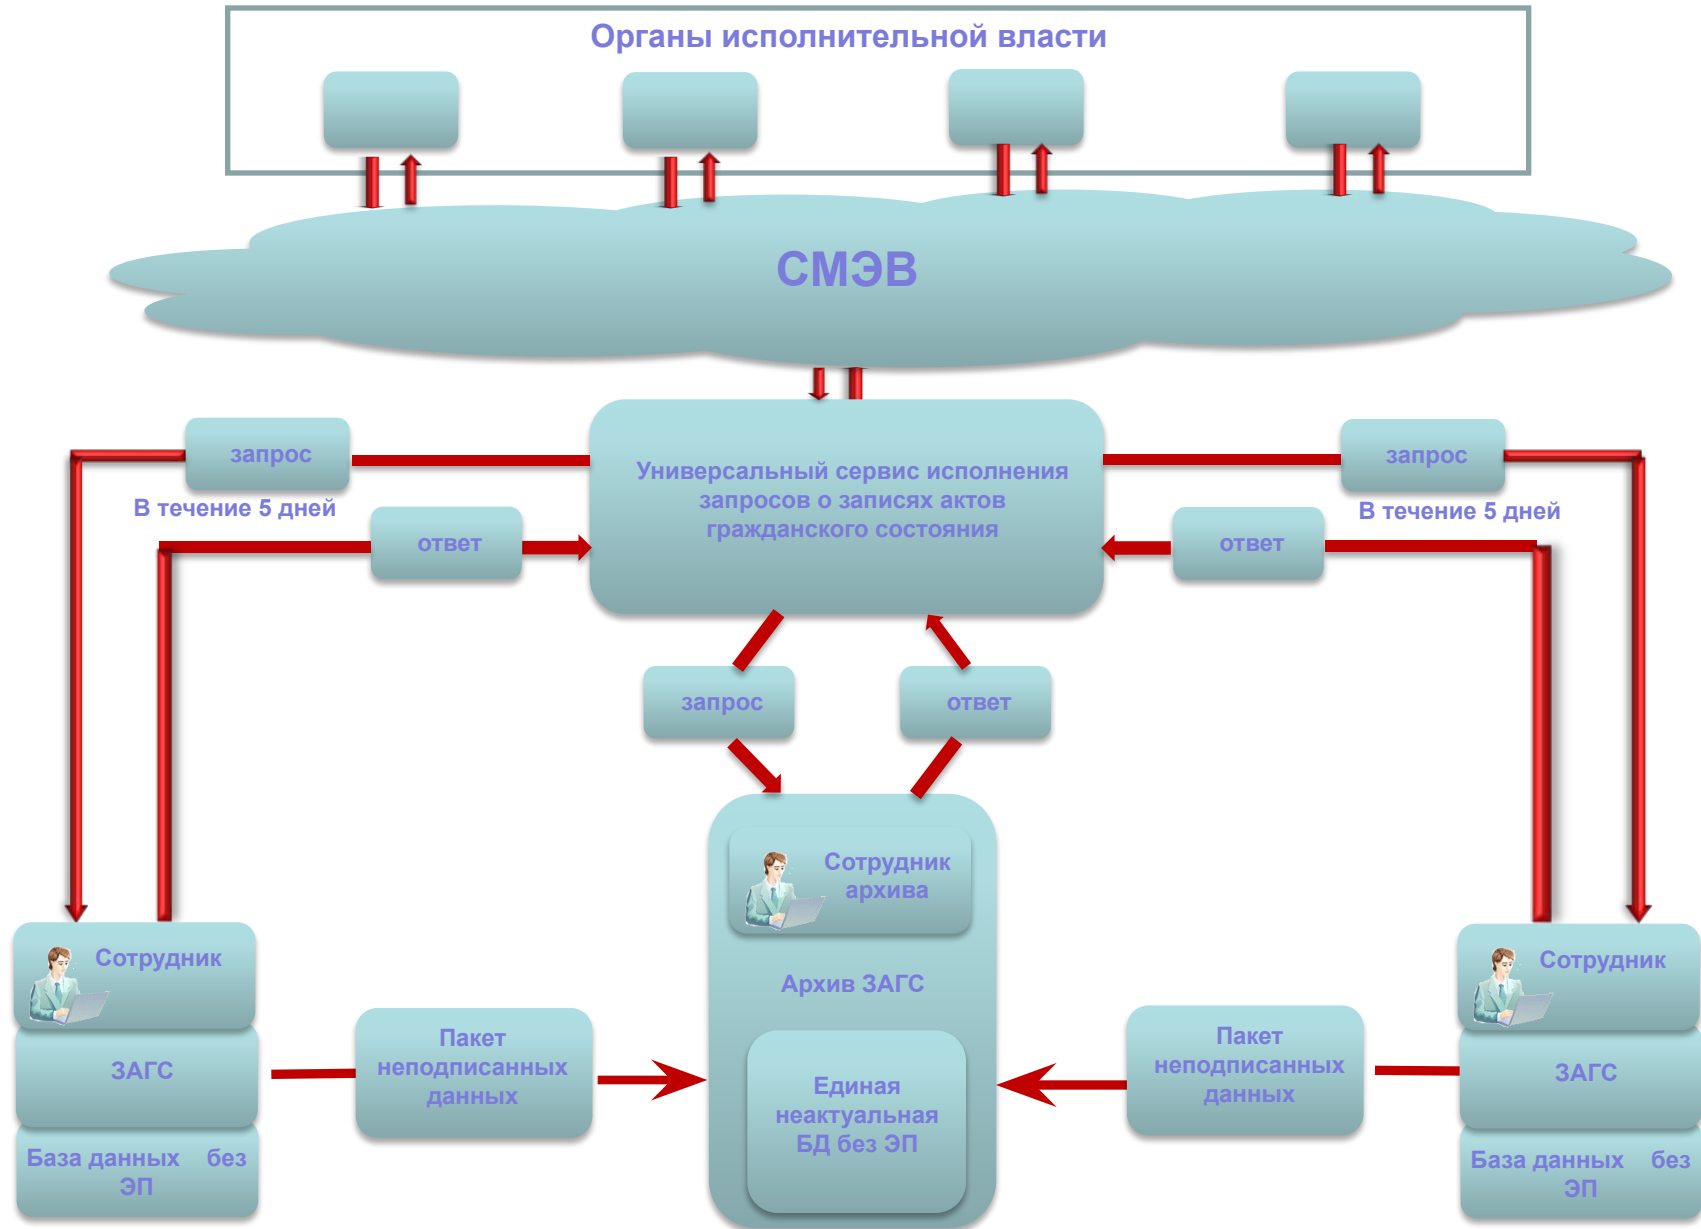 Органы исполнительной власти
СМЭВ
запрос
В течение 5 дней
ответ
Универсальный сервис исполнения
запросов о записях актов
гражданского состояния
запрос
В течение 5 дней
ответ
запрос
ответ
Сотрудник
архива
Архив ЗАГС
Единая
неактуальная
БД без ЭП
Сотрудник
ЗАГС
База данных без
ЭП
Пакет
неподписанных
данных
Пакет
неподписанных
данных
Сотрудник
ЗАГС
База данных без
ЭП